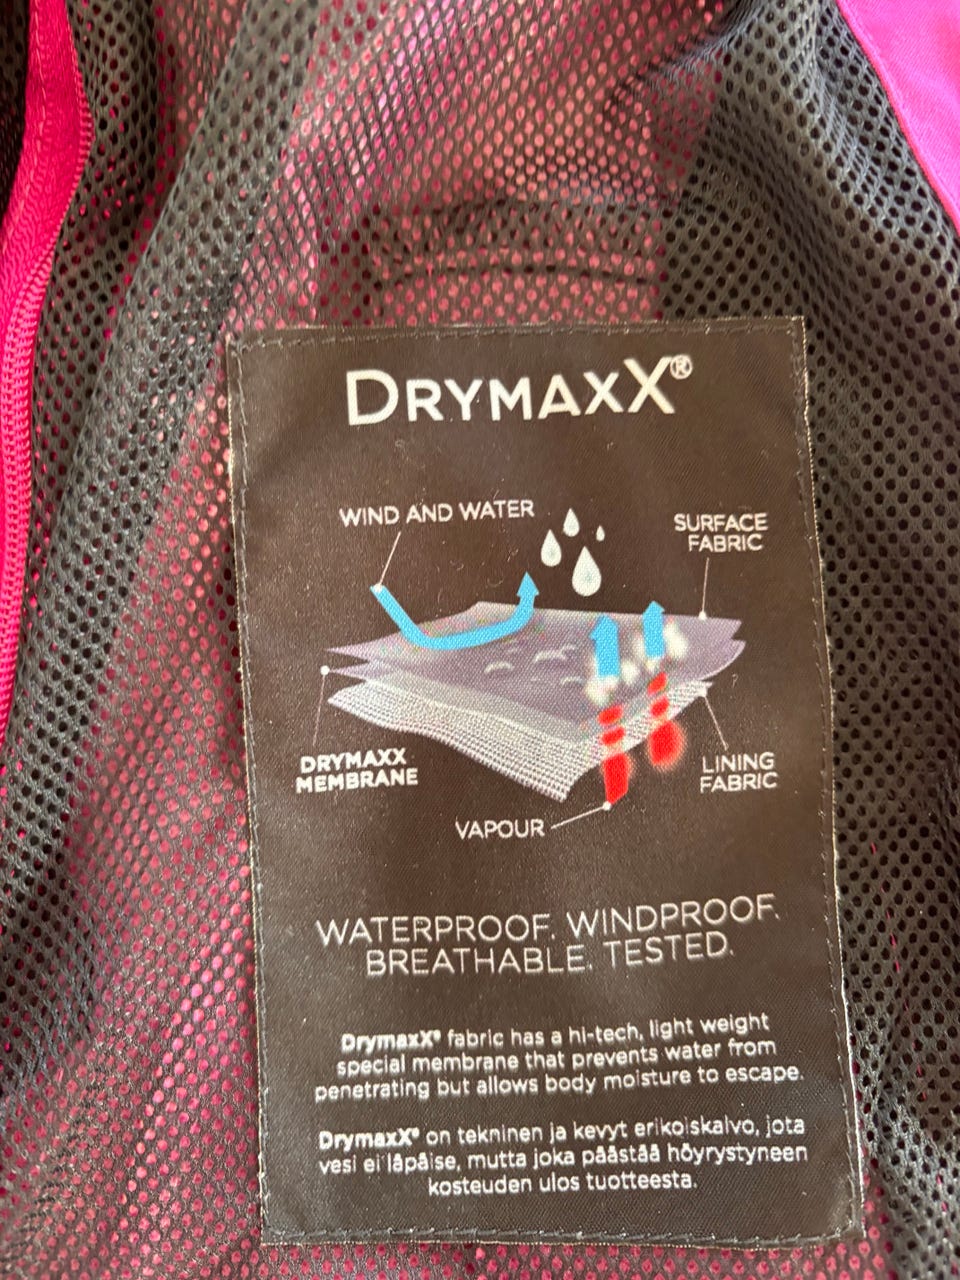 DRYMAXX®
WIND AND WATER
SURFACE
FABRIC
DRYMAXX
MEMBRANE
LINING
FABRIC
VAPOUR
WATERPROOF. WINDPROOF.
BREATHABLE. TESTED.
DrymaxX® fabric has a hi-tech, light weight
special membrane that prevents water from
penetrating but allows body moisture to escape.
DrymaxX® on tekninen ja kevyt erikoiskalvo, jota
vesi ei läpäise, mutta joka päästää höyrystyneen
kosteuden ulos tuotteesta.